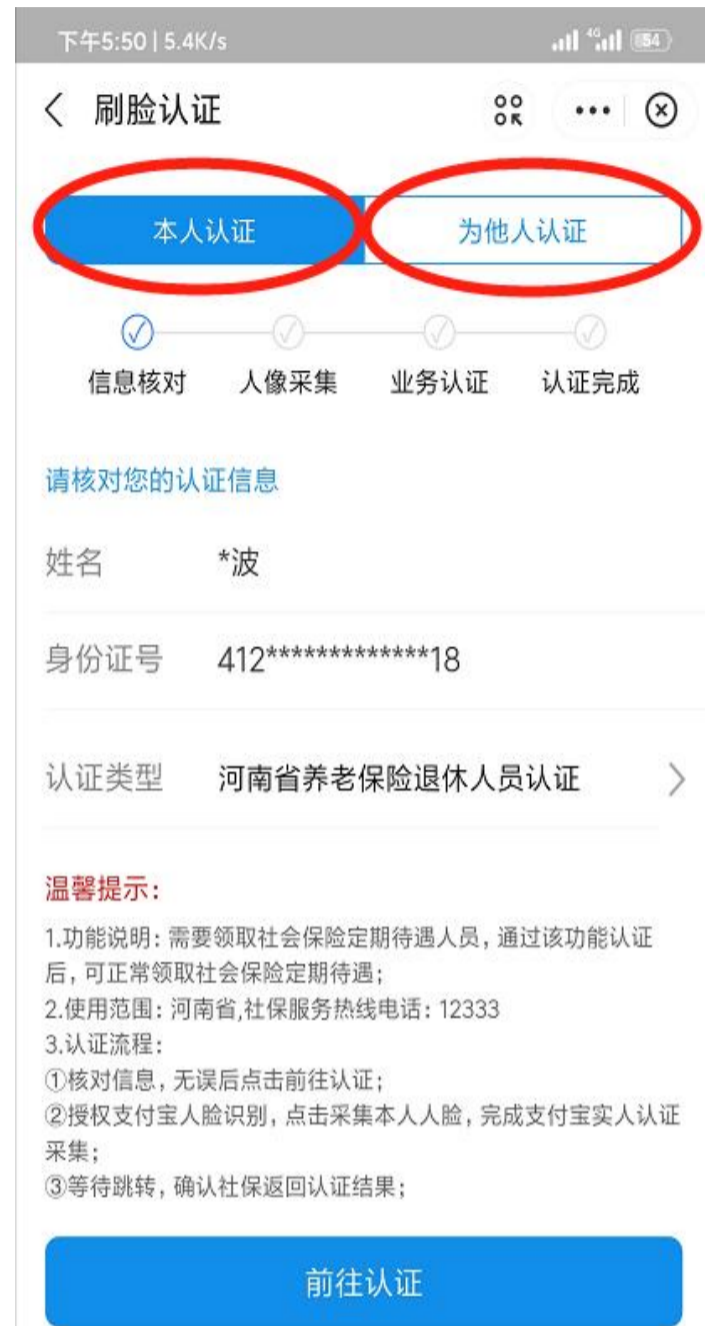 下午5:50 | 5.4K/s
4G
54
刷脸认证
本人认证
为他人认证
信息核对
人像采集
业务认证
认证完成
请核对您的认证信息
姓名 *波
身份证号 412*************18
认证类型 河南省养老保险退休人员认证
温馨提示:
1.功能说明: 需要领取社会保险定期待遇人员, 通过该功能认证
后, 可正常领取社会保险定期待遇;
2.使用范围: 河南省,社保服务热线电话: 12333
3.认证流程:
①核对信息, 无误后点击前往认证;
②授权支付宝人脸识别, 点击采集本人人脸, 完成支付宝实人认证
采集;
③等待跳转, 确认社保返回认证结果;
前往认证